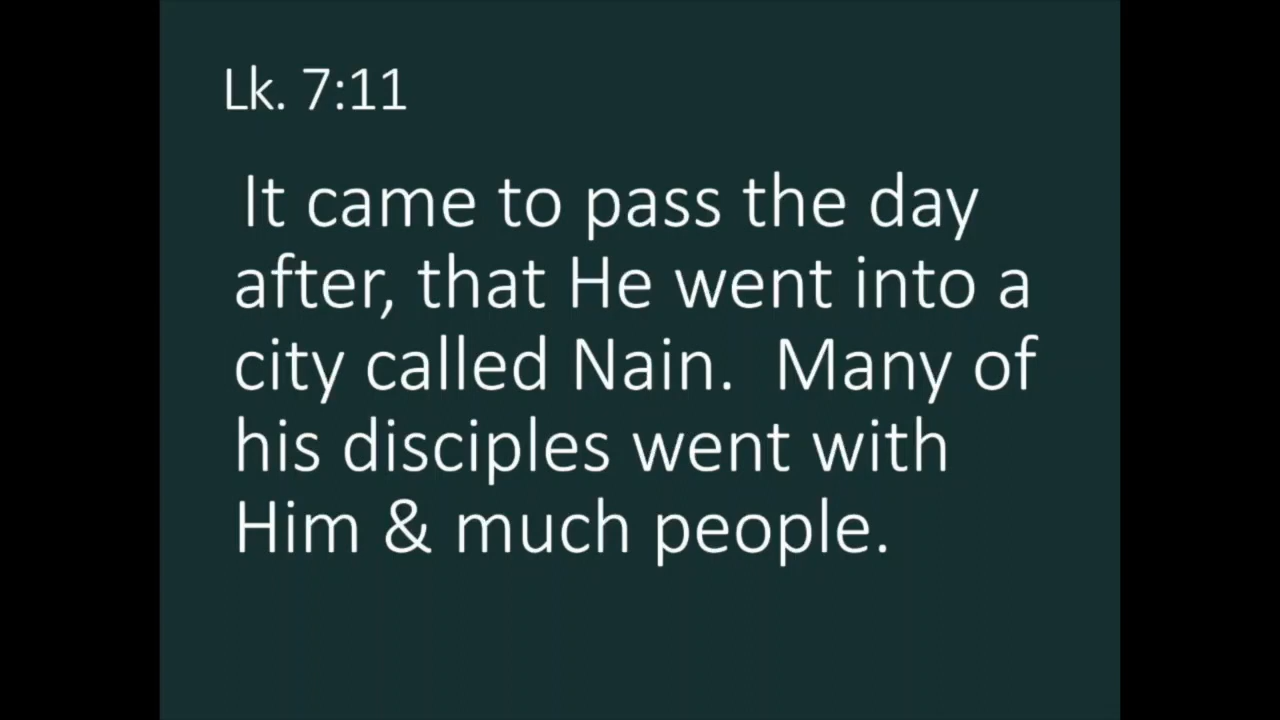 Lk. 7:11
It came to pass the day
after, that He went into a
city called Nain.  Many of
his disciples went with
Him & much people.